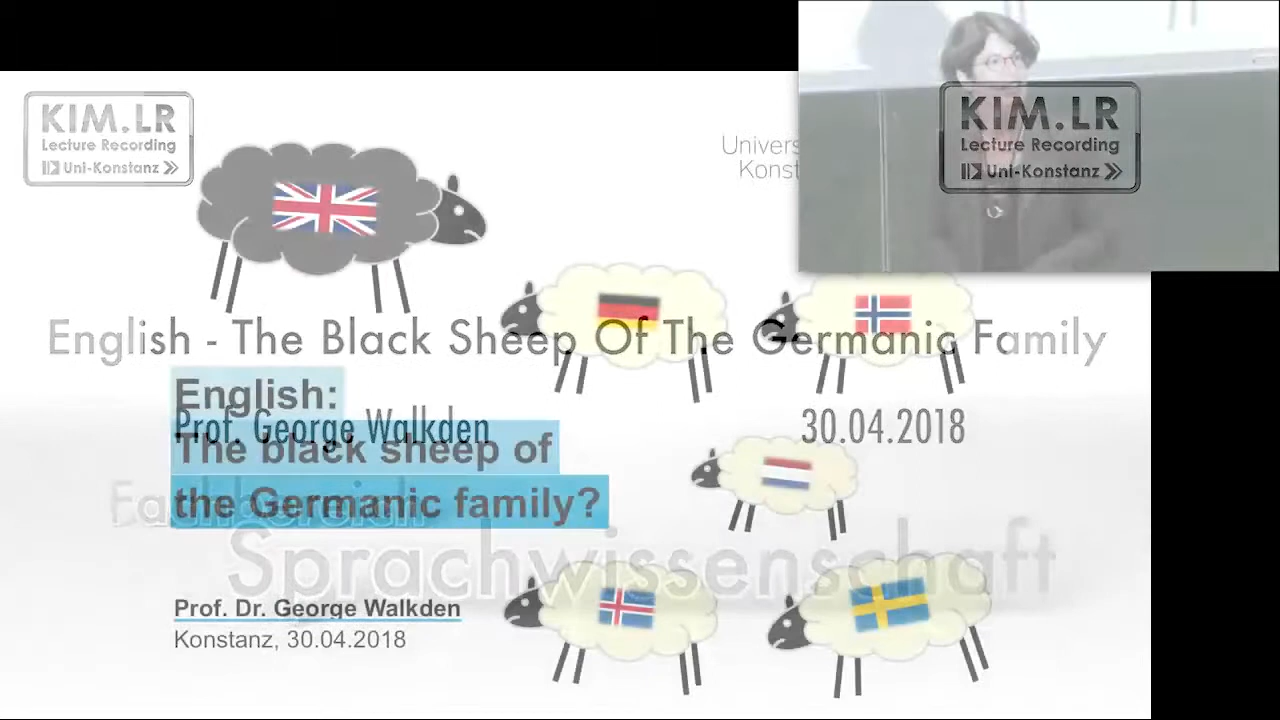 KIM.LR
Lecture Recording
Uni-Konstanz
Univers
Konst
KIM.LR
Lecture Recording
Uni-Konstanz
English - The Black Sheep Of The Germanic Family
English:
Prof. George Walkden
30.04.2018
The black sheep of
the Germanic family?
Fachbereich
Sprachwissenschaft
Prof. Dr. George Walkden
Konstanz, 30.04.2018